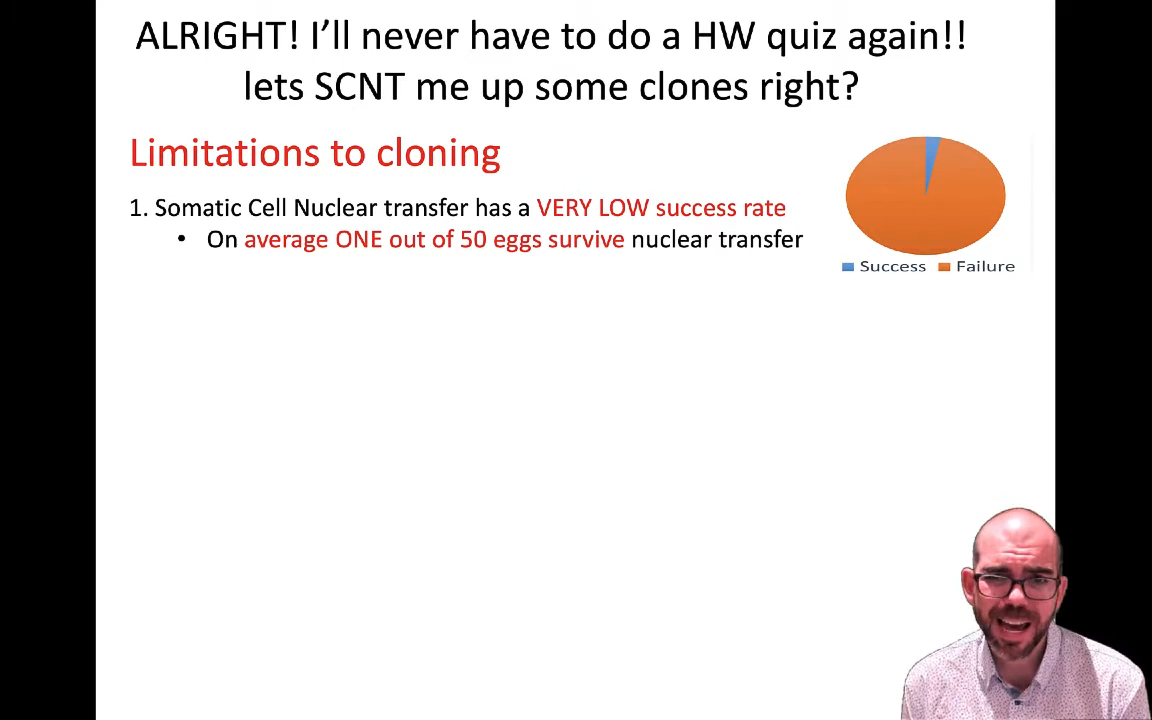 ALRIGHT! I’ll never have to do a HW quiz again!!
lets SCNT me up some clones right?
Limitations to cloning
1. Somatic Cell Nuclear transfer has a VERY LOW success rate
• On average ONE out of 50 eggs survive nuclear transfer
Success Failure